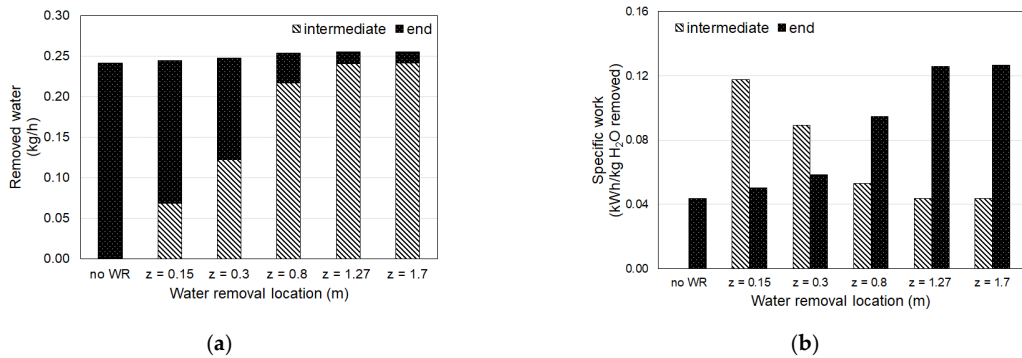 0.30
0.25
0.20
0.15
0.10
0.05
0.00
Removed water
(kg/h)
intermediate end
no WR z = 0.15 z = 0.3 z = 0.8 z = 1.27 z = 1.7
Water removal location (m)
(a)
0.16
0.12
0.08
0.04
0.00
Specific work
(kWh/kg H₂O removed)
intermediate end
no WR z = 0.15 z = 0.3 z = 0.8 z = 1.27 z = 1.7
Water removal location (m)
(b)